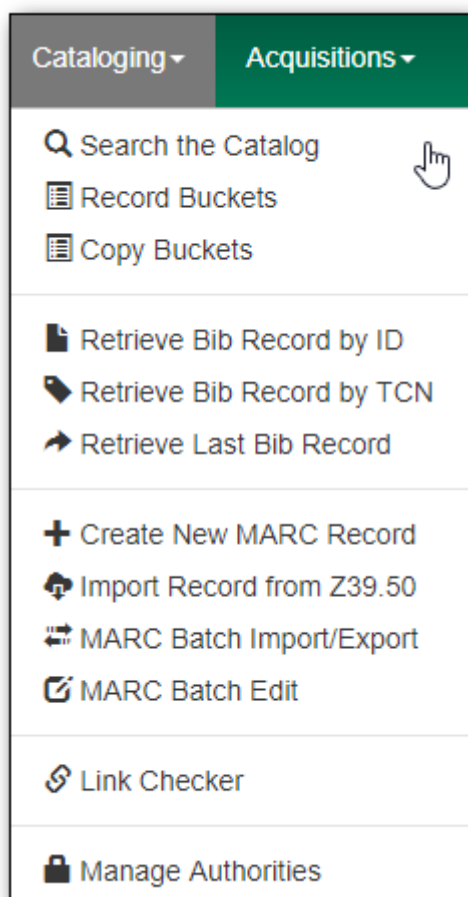 Cataloging Acquisitions
Search the Catalog
Record Buckets
Copy Buckets
Retrieve Bib Record by ID
Retrieve Bib Record by TCN
Retrieve Last Bib Record
Create New MARC Record
Import Record from Z39.50
MARC Batch Import/Export
MARC Batch Edit
Link Checker
Manage Authorities